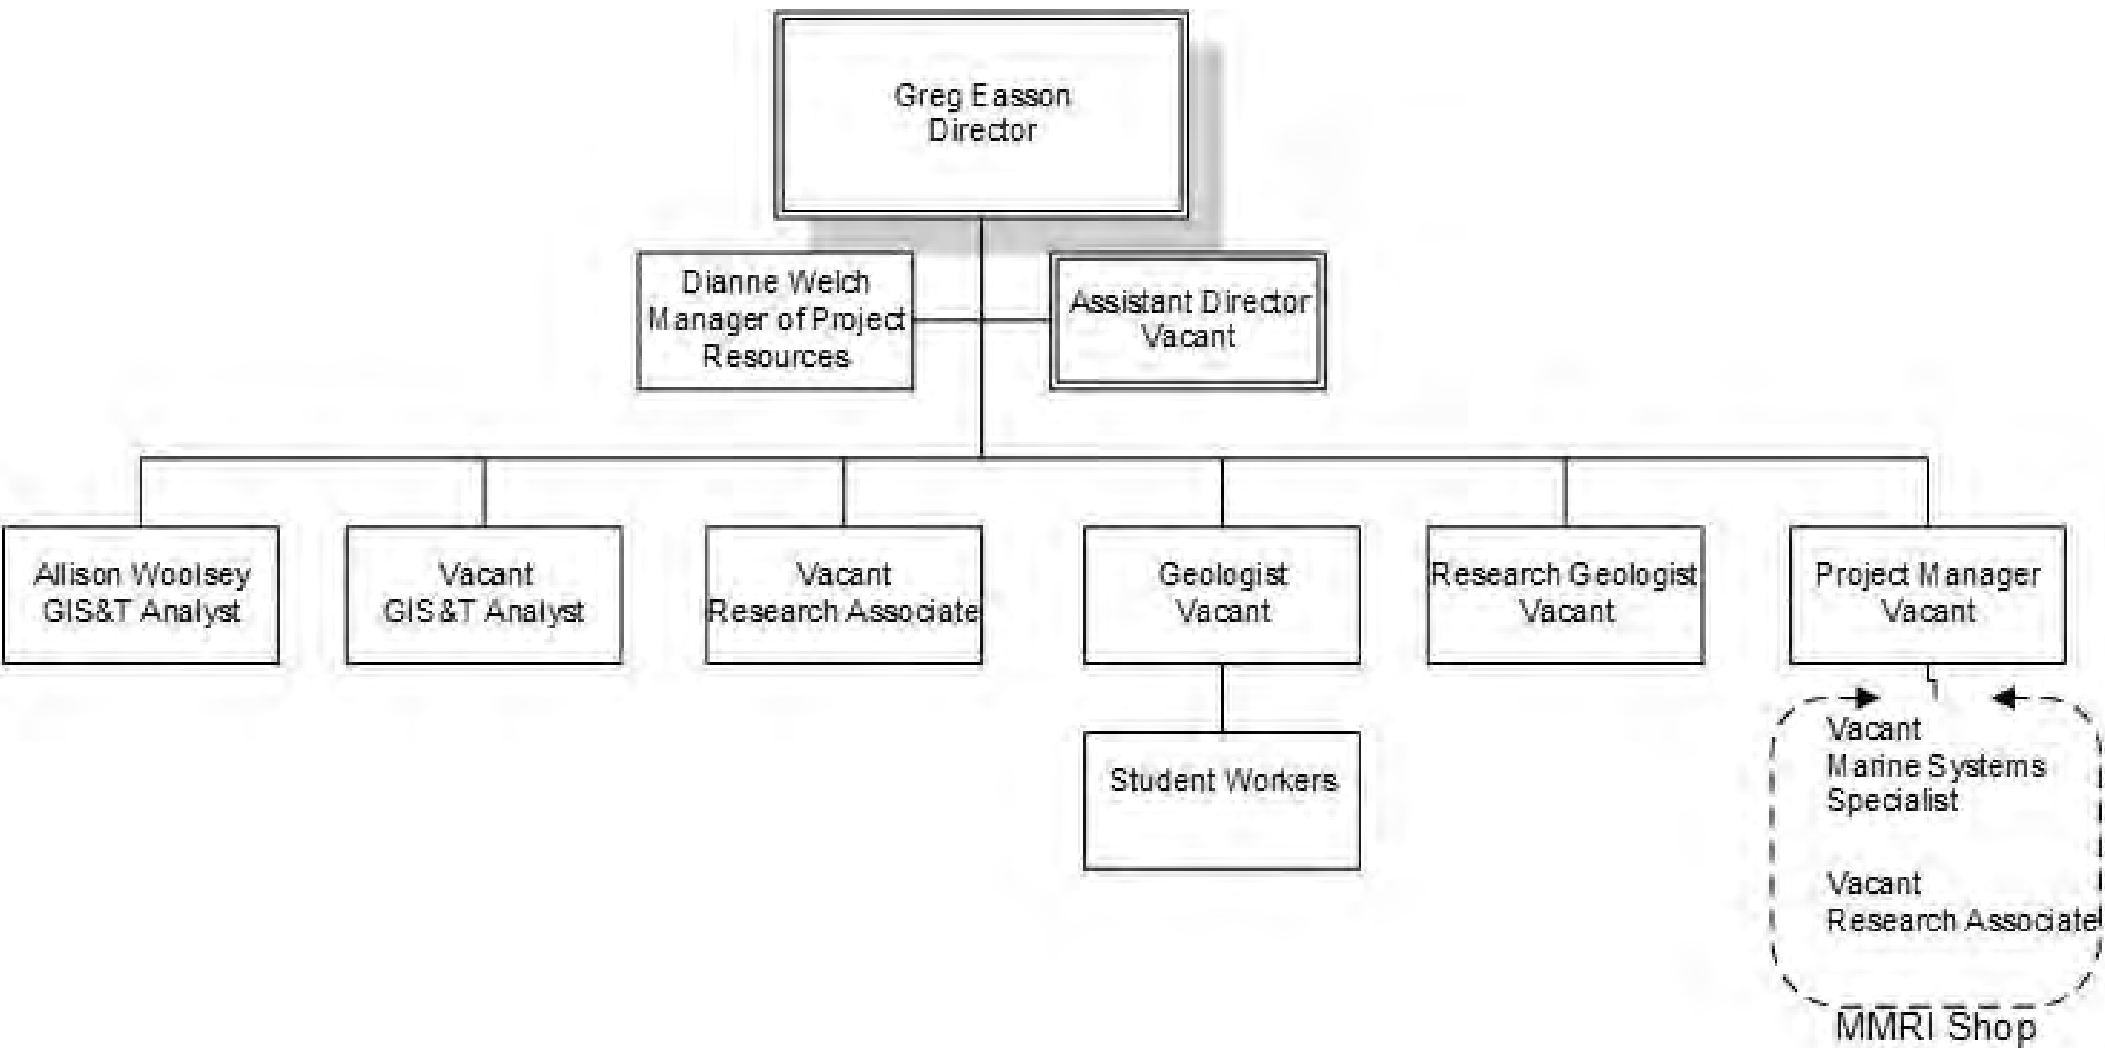 Greg Easson
Director
Dianne Welch
Manager of Project
Resources
Assistant Director
Vacant
Allison Woolsey
GIS&T Analyst
Vacant
GIS&T Analyst
Vacant
Research Associate
Geologist
Vacant
Research Geologist
Vacant
Project Manager
Vacant
Student Workers
Vacant
Marine Systems
Specialist
Vacant
Research Associate
MMRI Shop